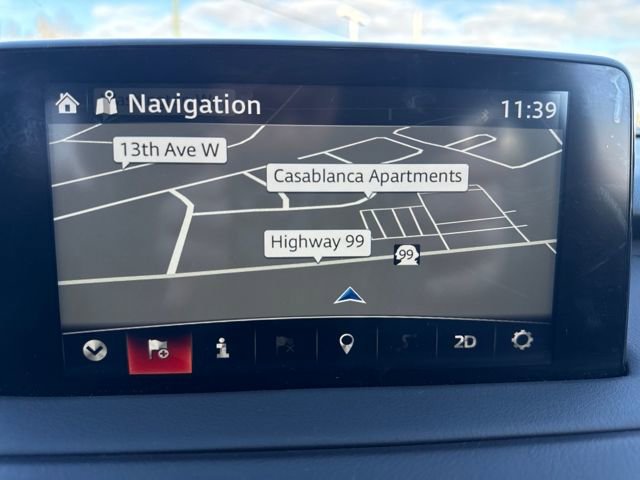 Navigation
11:39
13th Ave W
Casablanca Apartments
Highway 99
99
2D